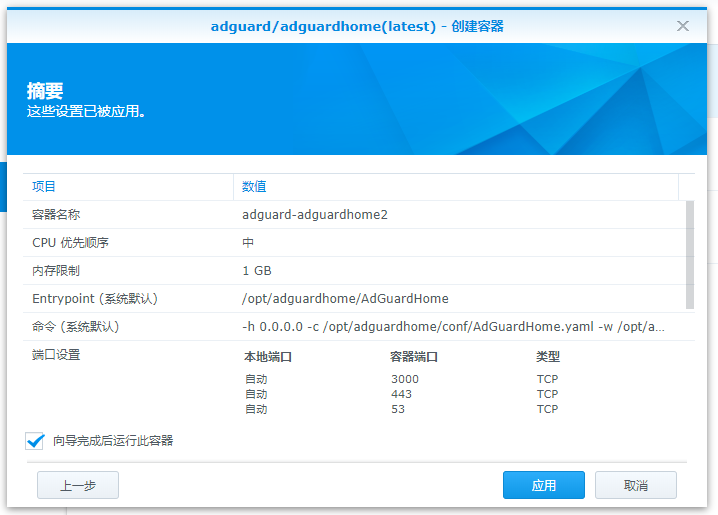 adguard/adguardhome(latest) - 创建容器
摘要
这些设置已被应用。
项目 数值
容器名称 adguard-adguardhome2
CPU 优先顺序 中
内存限制 1 GB
Entrypoint (系统默认) /opt/adguardhome/AdGuardHome
命令 (系统默认) -h 0.0.0.0 -c /opt/adguardhome/conf/AdGuardHome.yaml -w /opt/a...
端口设置 本地端口 容器端口 类型
自动 3000 TCP
自动 443 TCP
自动 53 TCP
向导完成后运行此容器
上一步 应用 取消